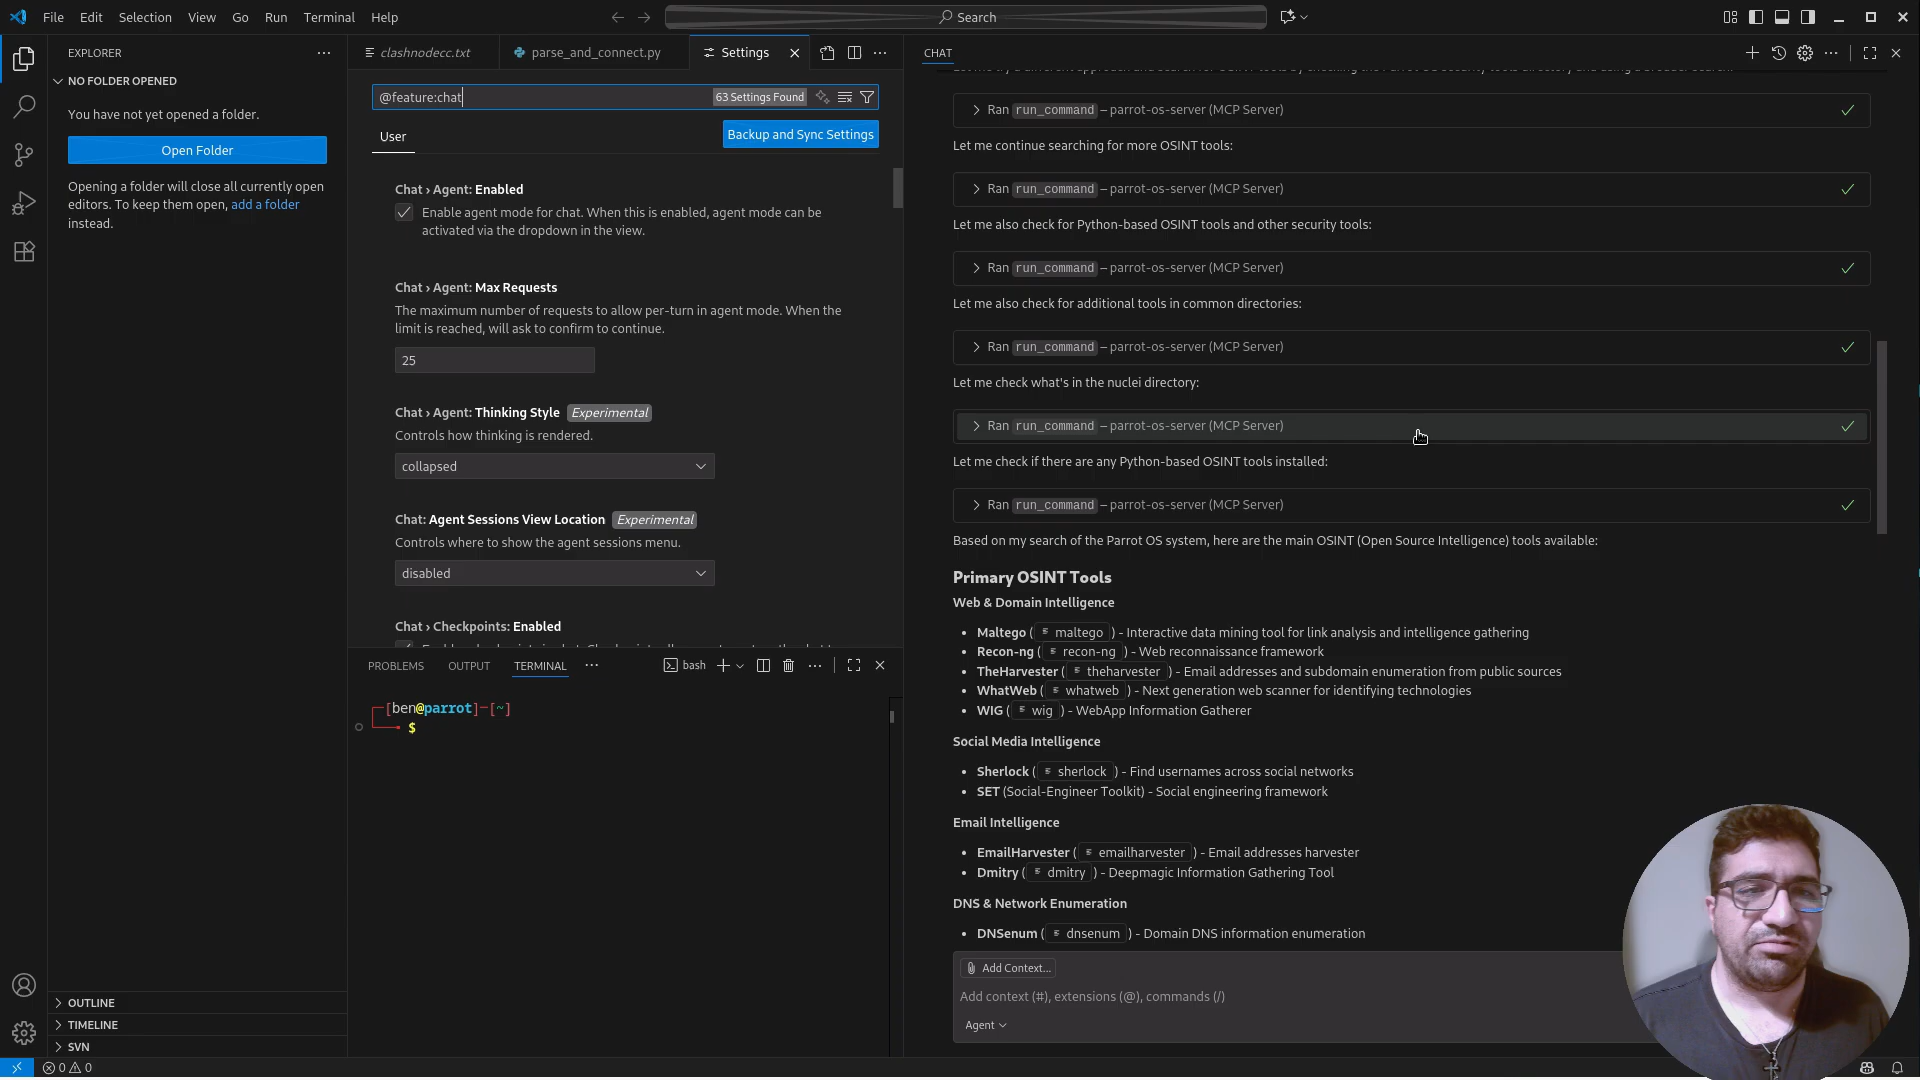 File Edit Selection View Go Run Terminal Help
Search
EXPLORER
NO FOLDER OPENED
You have not yet opened a folder.
Open Folder
Opening a folder will close all currently open
editors. To keep them open, add a folder
instead.
OUTLINE
TIMELINE
SVN
0 0
clashnodecc.txt
parse_and_connect.py
Settings
@feature:chat
63 Settings Found
User
Backup and Sync Settings
Chat › Agent: Enabled
Enable agent mode for chat. When this is enabled, agent mode can be
activated via the dropdown in the view.
Chat › Agent: Max Requests
The maximum number of requests to allow per-turn in agent mode. When the
limit is reached, will ask to confirm to continue.
25
Chat › Agent: Thinking Style Experimental
Controls how thinking is rendered.
collapsed
Chat: Agent Sessions View Location Experimental
Controls where to show the agent sessions menu.
disabled
Chat › Checkpoints: Enabled
PROBLEMS OUTPUT TERMINAL
bash
[ben@parrot]─[~]
$
CHAT
Ran run_command – parrot-os-server (MCP Server)
Let me continue searching for more OSINT tools:
Ran run_command – parrot-os-server (MCP Server)
Let me also check for Python-based OSINT tools and other security tools:
Ran run_command – parrot-os-server (MCP Server)
Let me also check for additional tools in common directories:
Ran run_command – parrot-os-server (MCP Server)
Let me check what's in the nuclei directory:
Ran run_command – parrot-os-server (MCP Server)
Let me check if there are any Python-based OSINT tools installed:
Ran run_command – parrot-os-server (MCP Server)
Based on my search of the Parrot OS system, here are the main OSINT (Open Source Intelligence) tools available:
Primary OSINT Tools
Web & Domain Intelligence
• Maltego ( maltego ) - Interactive data mining tool for link analysis and intelligence gathering
• Recon-ng ( recon-ng ) - Web reconnaissance framework
• TheHarvester ( theharvester ) - Email addresses and subdomain enumeration from public sources
• WhatWeb ( whatweb ) - Next generation web scanner for identifying technologies
• WIG ( wig ) - WebApp Information Gatherer
Social Media Intelligence
• Sherlock ( sherlock ) - Find usernames across social networks
• SET (Social-Engineer Toolkit) - Social engineering framework
Email Intelligence
• EmailHarvester ( emailharvester ) - Email addresses harvester
• Dmitry ( dmitry ) - Deepmagic Information Gathering Tool
DNS & Network Enumeration
• DNSenum ( dnsenum ) - Domain DNS information enumeration
Add Context...
Add context (#), extensions (@), commands (/)
Agent